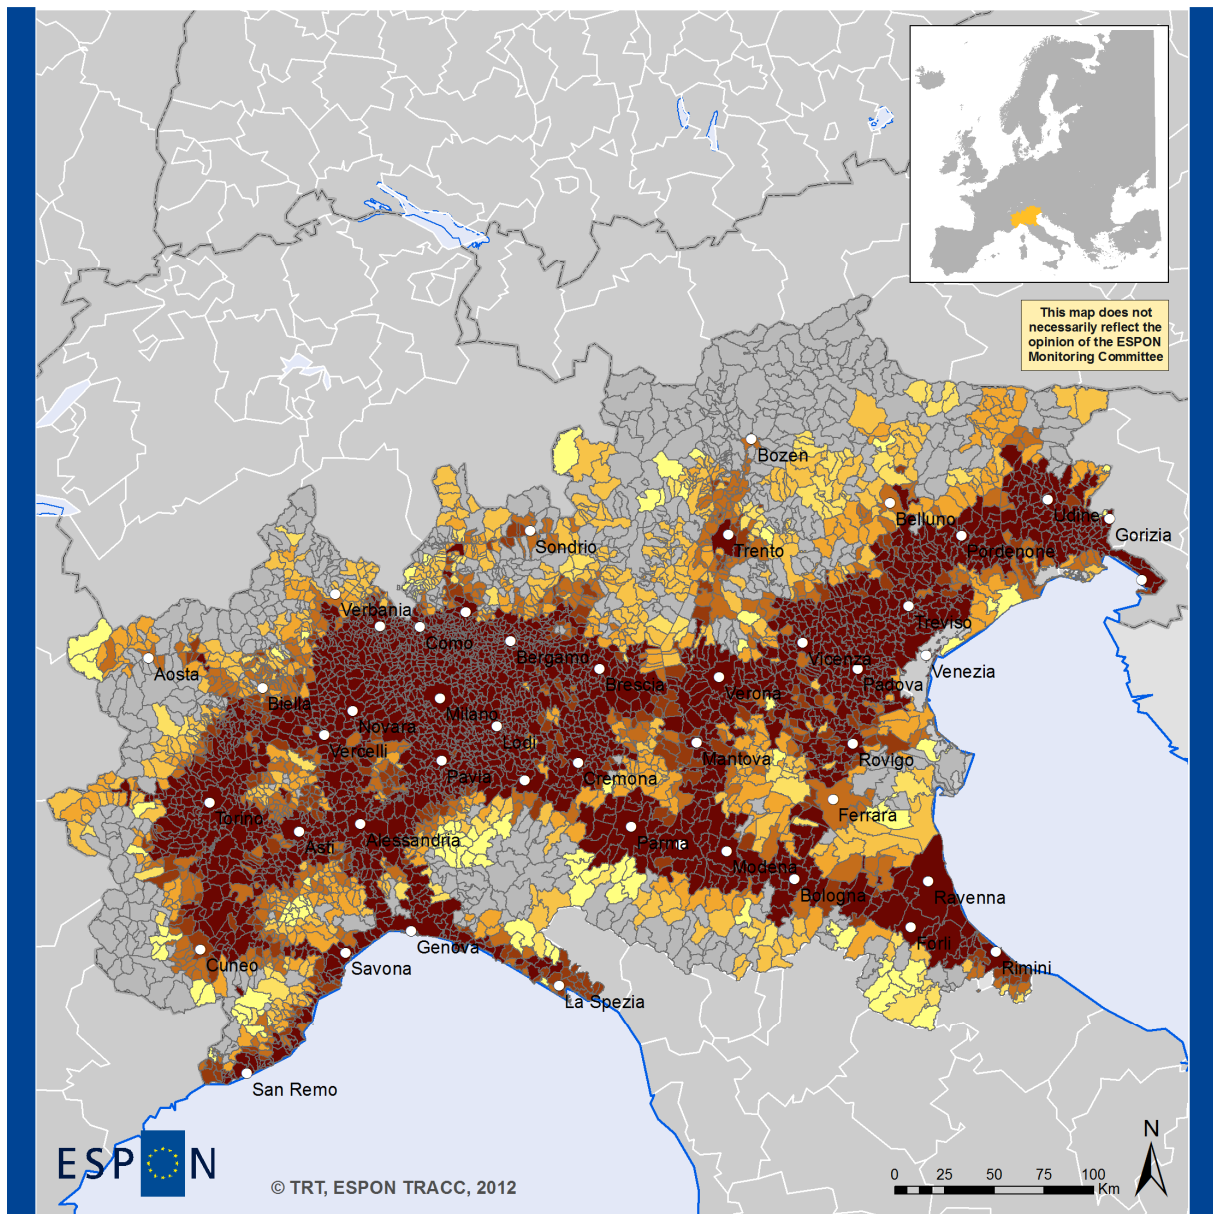 This map does not
necessarily reflect the
opinion of the ESPON
Monitoring Committee
Bozen
Sondrio
Trento
Belluno
Udine
Gorizia
Pordenone
Verbania
Como
Bergamo
Treviso
Aosta
Biella
Brescia
Verona
Vicenza
Padova
Venezia
Novara
Milano
Vercelli
Lodi
Pavia
Cremona
Mantova
Rovigo
Torino
Asti
Alessandria
Parma
Modena
Ferrara
Bologna
Ravenna
Cuneo
Savona
Genova
Forli
Rimini
La Spezia
San Remo
ESPON
© TRT, ESPON TRACC, 2012
N
0 25 50 75 100
Km